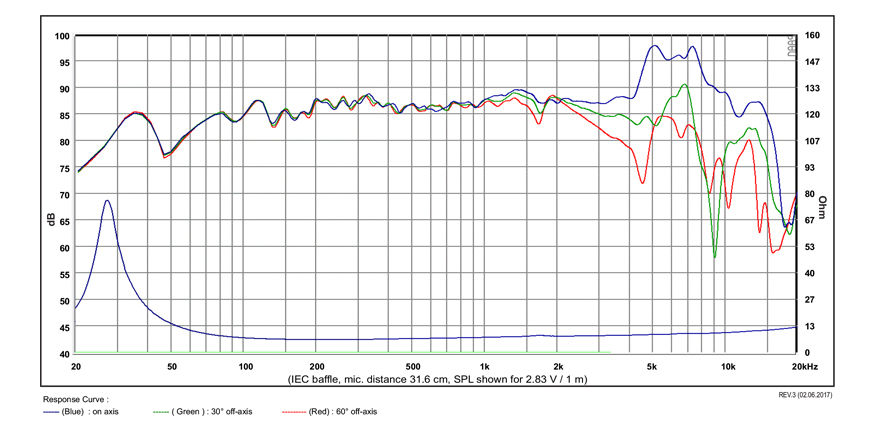 100
95
90
85
80
75
70
65
60
55
50
45
40
dB
160
147
133
120
107
93
80
67
53
40
27
13
0
Ohm
20 50 100 200 500 1k 2k 5k 10k 20kHz
(IEC baffle, mic. distance 31.6 cm, SPL shown for 2.83 V / 1 m)
REV.3 (02.06.2017)
Response Curve :
(Blue) : on axis
( Green ) : 30° off-axis
(Red) : 60° off-axis